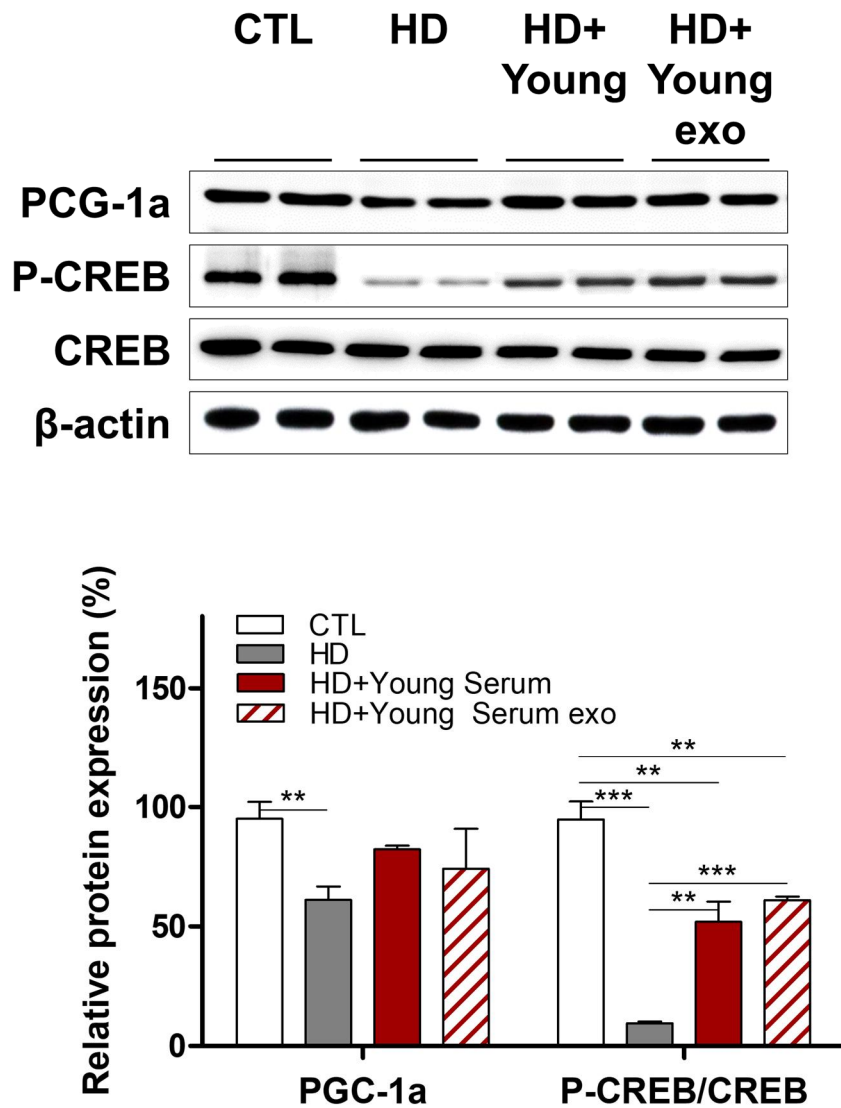 CTL HD HD+ HD+
Young Young
exo
PCG-1a
P-CREB
CREB
β-actin
Relative protein expression (%)
CTL
HD
HD+Young Serum
HD+Young Serum exo
150
100
50
0
**
**
**
***
***
**
PGC-1a P-CREB/CREB